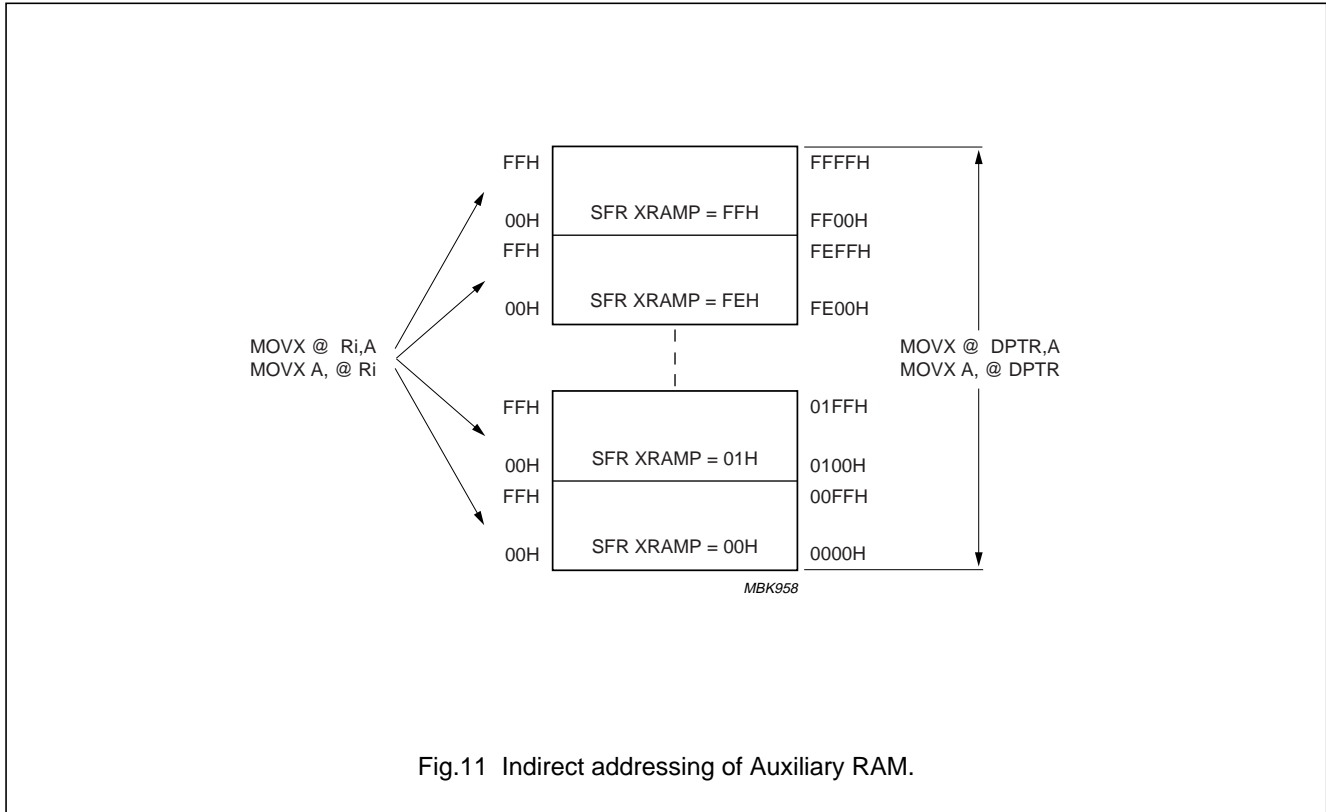 FFH
FFFFH
SFR XRAMP = FFH
00H
FF00H
FFH
FEFFH
SFR XRAMP = FEH
00H
FE00H
MOVX @ Ri,A
MOVX A, @ Ri
MOVX @ DPTR,A
MOVX A, @ DPTR
FFH
01FFH
SFR XRAMP = 01H
00H
0100H
FFH
00FFH
SFR XRAMP = 00H
00H
0000H
MBK958
Fig.11 Indirect addressing of Auxiliary RAM.